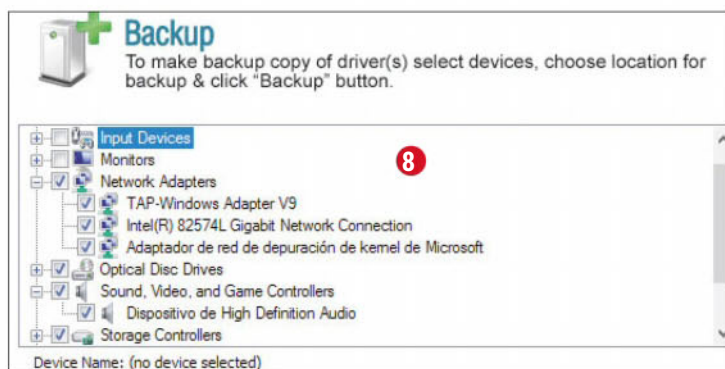 Backup
To make backup copy of driver(s) select devices, choose location for
backup & click “Backup” button.
Input Devices
8
Monitors
Network Adapters
TAP-Windows Adapter V9
Intel(R) 82574L Gigabit Network Connection
Adaptador de red de depuración de kernel de Microsoft
Optical Disc Drives
Sound, Video, and Game Controllers
Dispositivo de High Definition Audio
Storage Controllers
Device Name: (no device selected)